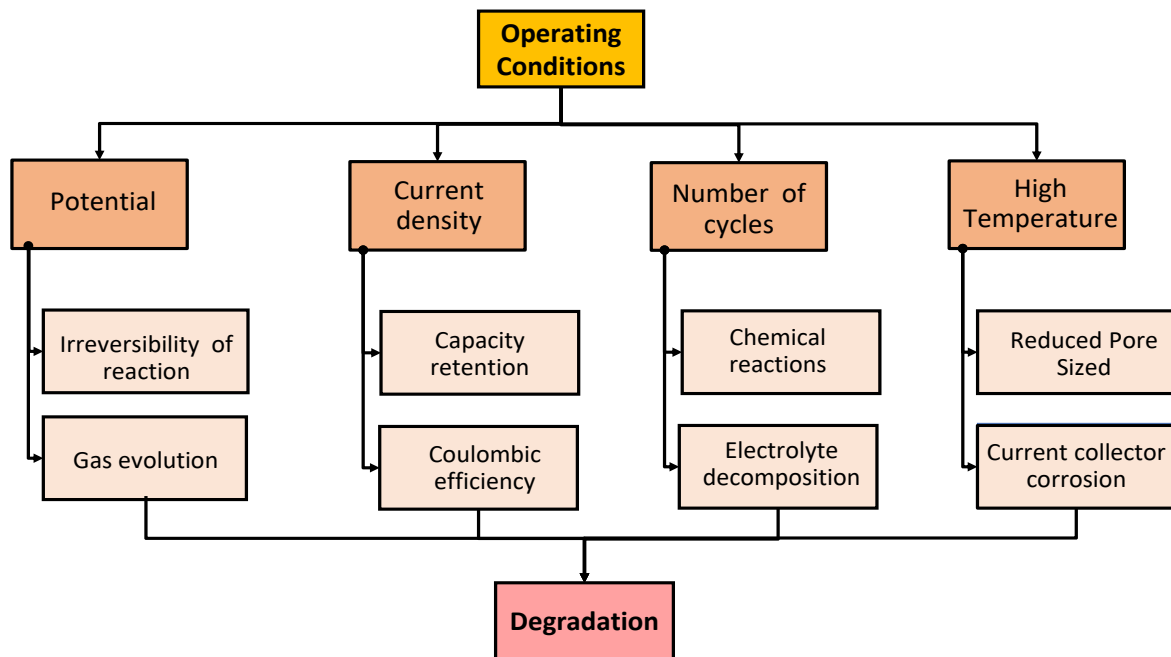 Operating
Conditions
Potential
Current
density
Number of
cycles
High
Temperature
Irreversibility of
reaction
Capacity
retention
Chemical
reactions
Reduced Pore
Sized
Gas evolution
Coulombic
efficiency
Electrolyte
decomposition
Current collector
corrosion
Degradation